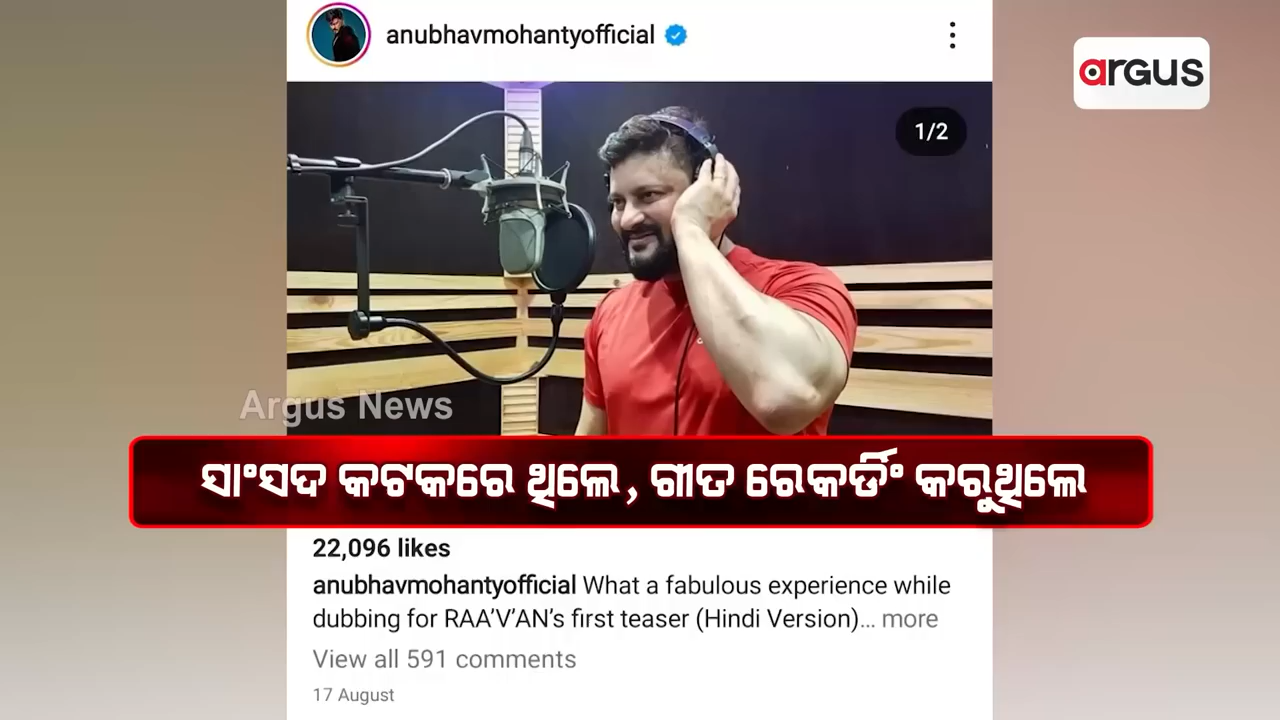 anubhavmohantyofficial
argus
1/2
Argus News
ସାଂସଦ କଟକରେ ଥିଲେ, ଗୀତ ରେକର୍ଡିଂ କରୁଥିଲେ
22,096 likes
anubhavmohantyofficial What a fabulous experience while
dubbing for RAA'V'AN's first teaser (Hindi Version)... more
View all 591 comments
17 August